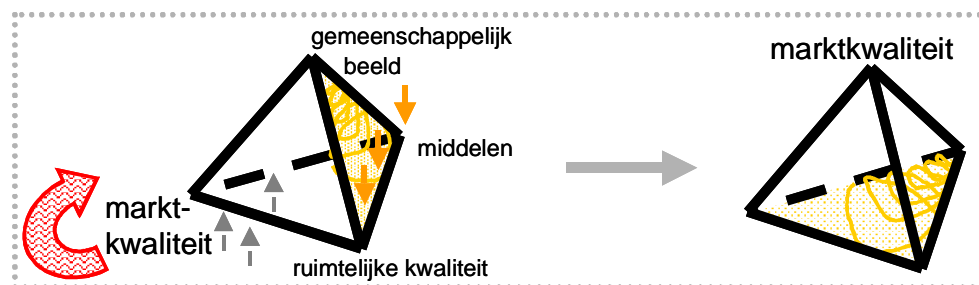 gemeenschappelijk
beeld
middelen
markt-
kwaliteit
ruimtelijke kwaliteit
marktkwaliteit